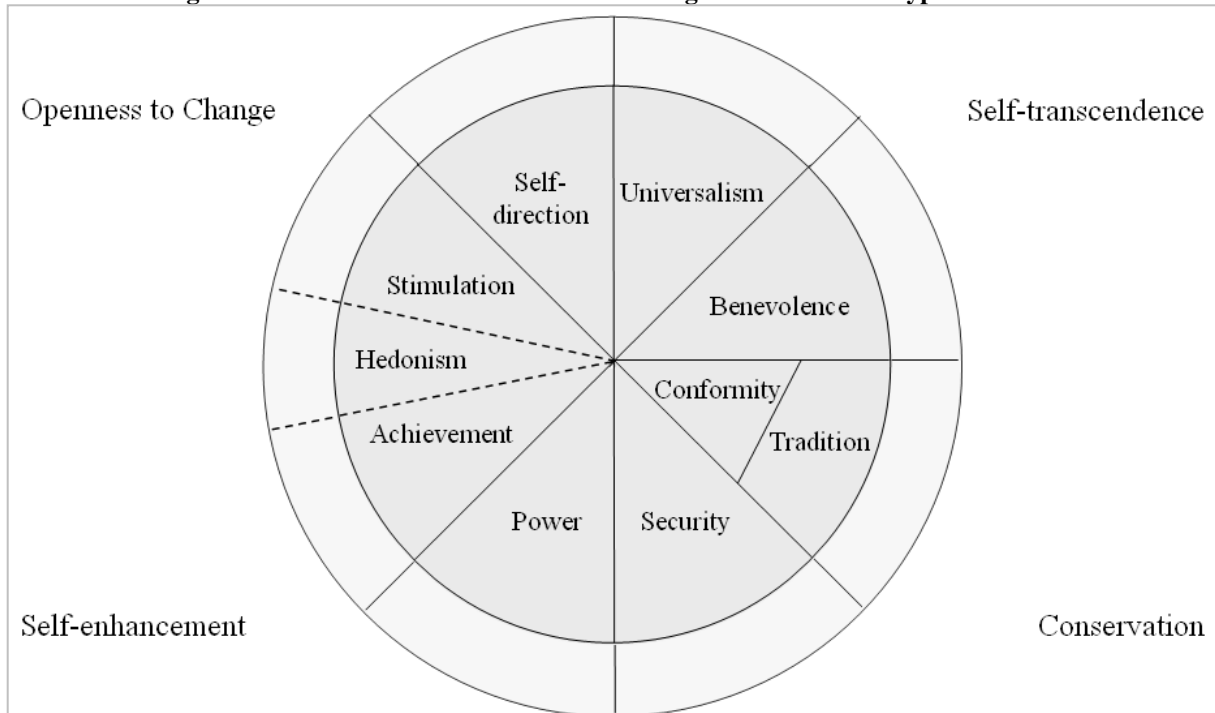 Openness to Change
Self-transcendence
Self-
direction
Universalism
Stimulation
Benevolence
Hedonism
Conformity
Achievement
Tradition
Power
Security
Self-enhancement
Conservation